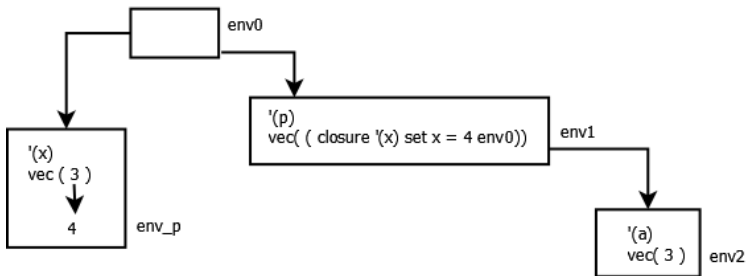 env0
'(p)
vec( ( closure '(x) set x = 4 env0))
env1
'(x)
vec ( 3 )
4
env_p
'(a)
vec( 3 )
env2